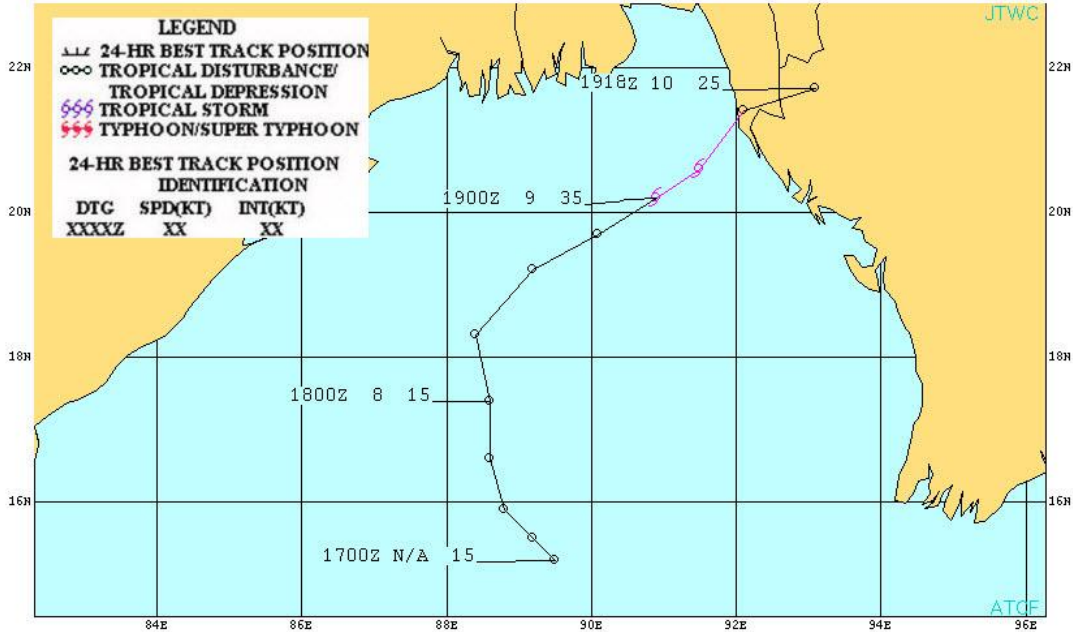 JTWC
LEGEND
24-HR BEST TRACK POSITION
TROPICAL DISTURBANCE/
TROPICAL DEPRESSION
TROPICAL STORM
TYPHOON/SUPER TYPHOON
24-HR BEST TRACK POSITION
IDENTIFICATION
DTG SPD(KT) INT(KT)
XXXXZ XX XX
22N 22N
1918Z 10 25
1900Z 9 35
20N 20N
18N 18N
1800Z 8 15
16N 16N
1700Z N/A 15
ATCF
84E 86E 88E 90E 92E 94E 96E